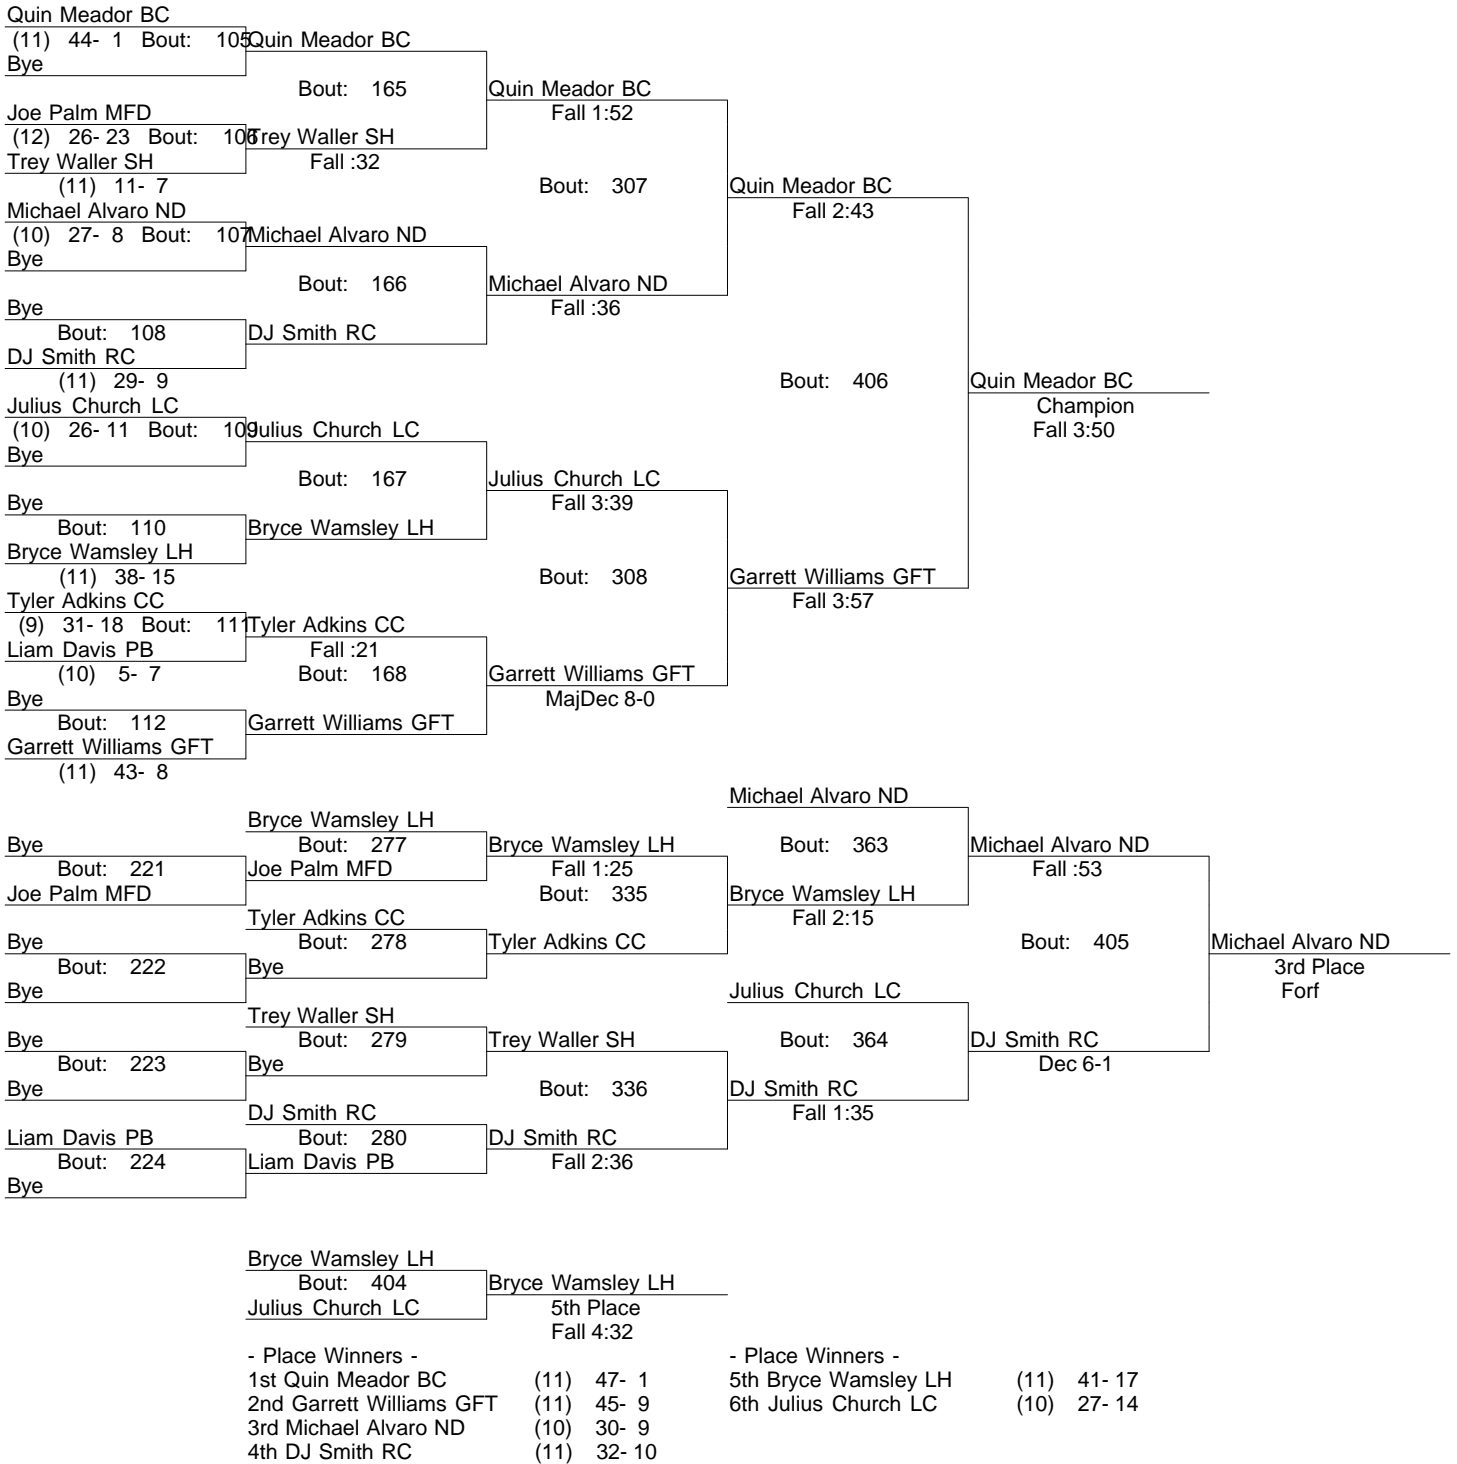 Quin Meador BC
(11) 44- 1 Bout: 105
Quin Meador BC
Bye
Bout: 165
Quin Meador BC
Fall 1:52
Joe Palm MFD
(12) 26- 23 Bout: 106
Trey Waller SH
Trey Waller SH
Fall :32
(11) 11- 7
Bout: 307
Quin Meador BC
Fall 2:43
Michael Alvaro ND
(10) 27- 8 Bout: 107
Michael Alvaro ND
Bye
Bout: 166
Michael Alvaro ND
Fall :36
Bye
Bout: 108
DJ Smith RC
DJ Smith RC
(11) 29- 9
Bout: 406
Quin Meador BC
Champion
Fall 3:50
Julius Church LC
(10) 26- 11 Bout: 109
Julius Church LC
Bye
Bout: 167
Julius Church LC
Fall 3:39
Bye
Bout: 110
Bryce Wamsley LH
Bryce Wamsley LH
(11) 38- 15
Bout: 308
Garrett Williams GFT
Fall 3:57
Tyler Adkins CC
(9) 31- 18 Bout: 111
Tyler Adkins CC
Liam Davis PB
Fall :21
(10) 5- 7
Bout: 168
Garrett Williams GFT
MajDec 8-0
Bye
Bout: 112
Garrett Williams GFT
Garrett Williams GFT
(11) 43- 8
Michael Alvaro ND
Bryce Wamsley LH
Bye
Bout: 277
Bryce Wamsley LH
Bout: 363
Michael Alvaro ND
Bout: 221
Joe Palm MFD
Fall 1:25
Fall :53
Joe Palm MFD
Bout: 335
Bryce Wamsley LH
Fall 2:15
Tyler Adkins CC
Bye
Bout: 278
Tyler Adkins CC
Bout: 405
Michael Alvaro ND
Bout: 222
Bye
3rd Place
Bye
Julius Church LC
Forf
Trey Waller SH
Bye
Bout: 279
Trey Waller SH
Bout: 364
DJ Smith RC
Bout: 223
Bye
Dec 6-1
Bye
Bout: 336
DJ Smith RC
Fall 1:35
DJ Smith RC
Liam Davis PB
Bout: 280
DJ Smith RC
Bout: 224
Liam Davis PB
Fall 2:36
Bye
Bryce Wamsley LH
Bout: 404
Bryce Wamsley LH
Julius Church LC
5th Place
Fall 4:32
- Place Winners -
1st Quin Meador BC (11) 47- 1
2nd Garrett Williams GFT (11) 45- 9
3rd Michael Alvaro ND (10) 30- 9
4th DJ Smith RC (11) 32- 10
- Place Winners -
5th Bryce Wamsley LH (11) 41- 17
6th Julius Church LC (10) 27- 14